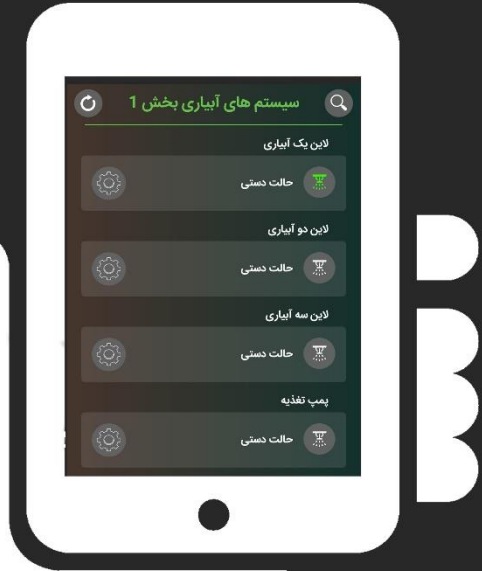 سیستم های آبیاری بخش 1
لاین یک آبیاری
حالت دستی
لاین دو آبیاری
حالت دستی
لاین سه آبیاری
حالت دستی
پمپ تغذیه
حالت دستی